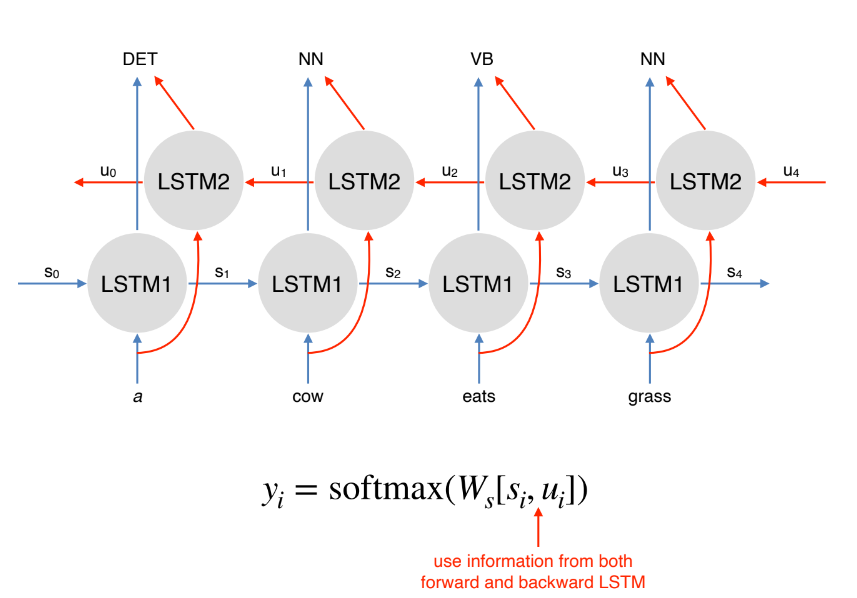 DET NN VB NN
u₀ LSTM2 u₁ LSTM2 u₂ LSTM2 u₃ LSTM2 u₄
s₀ LSTM1 s₁ LSTM1 s₂ LSTM1 s₃ LSTM1 s₄
a cow eats grass
yᵢ = softmax(Wₛ[sᵢ, uᵢ])
use information from both
forward and backward LSTM